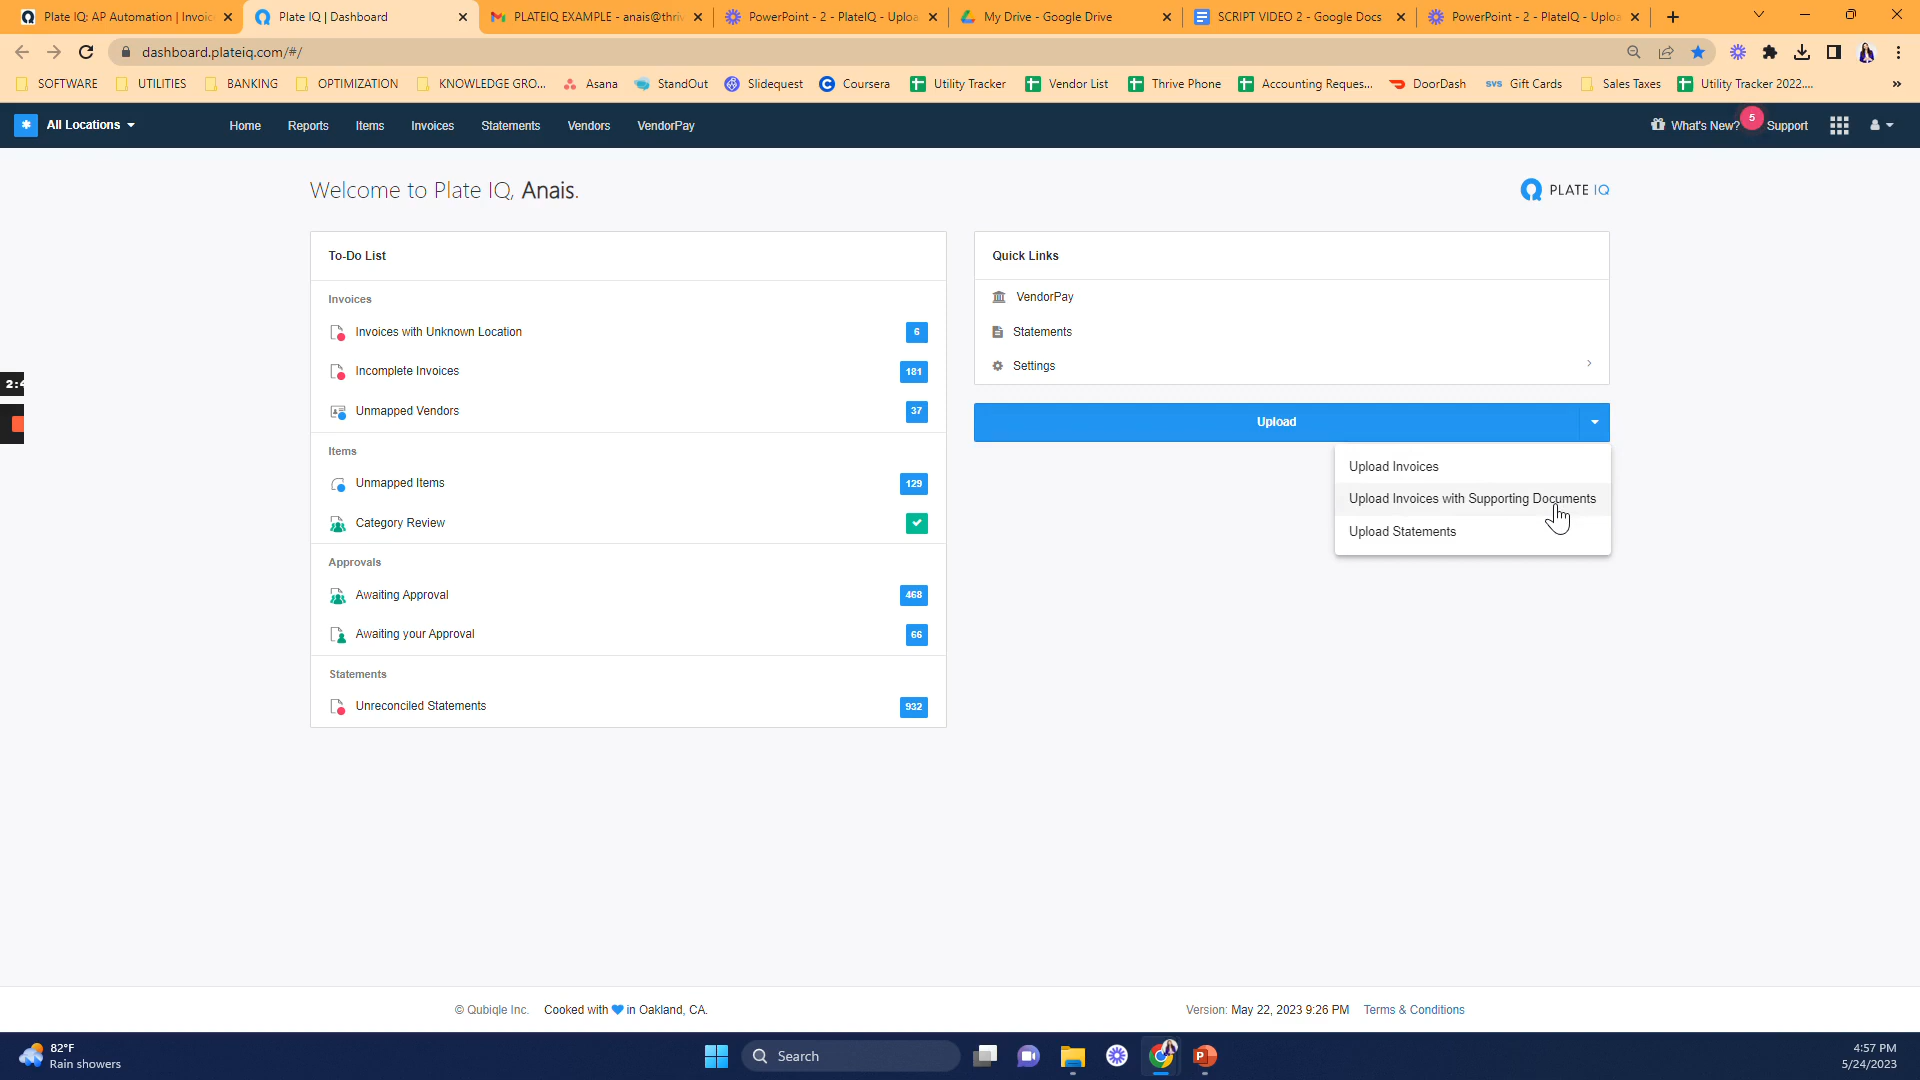 Plate IQ: AP Automation | Invoic
Plate IQ | Dashboard
PLATEIQ EXAMPLE - anais@thriv
PowerPoint - 2 - PlateIQ - Uploa
My Drive - Google Drive
SCRIPT VIDEO 2 - Google Docs
PowerPoint - 2 - PlateIQ - Uploa
dashboard.plateiq.com/#/
SOFTWARE
UTILITIES
BANKING
OPTIMIZATION
KNOWLEDGE GRO...
Asana
StandOut
Slidequest
Coursera
Utility Tracker
Vendor List
Thrive Phone
Accounting Reques...
DoorDash
svs Gift Cards
Sales Taxes
Utility Tracker 2022....
All Locations
Home
Reports
Items
Invoices
Statements
Vendors
VendorPay
What's New?
5
Support
Welcome to Plate IQ, Anais.
PLATE IQ
To-Do List
Invoices
Invoices with Unknown Location 6
Incomplete Invoices 181
Unmapped Vendors 37
Items
Unmapped Items 129
Category Review
Approvals
Awaiting Approval 468
Awaiting your Approval 66
Statements
Unreconciled Statements 932
Quick Links
VendorPay
Statements
Settings
Upload
Upload Invoices
Upload Invoices with Supporting Documents
Upload Statements
© Qubiqle Inc. Cooked with in Oakland, CA.
Version: May 22, 2023 9:26 PM Terms & Conditions
82°F
Rain showers
Search
4:57 PM
5/24/2023